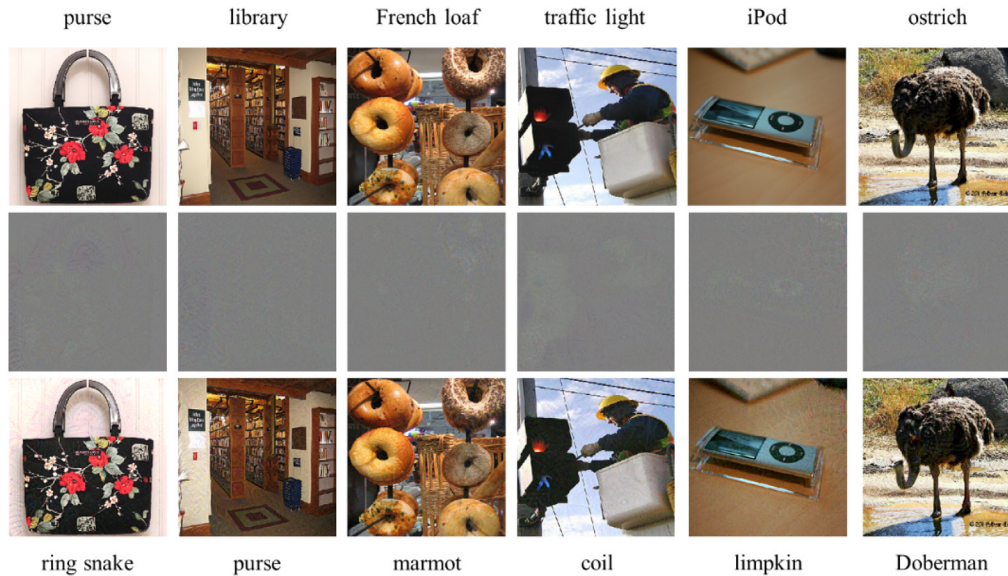 purse library French loaf traffic light iPod ostrich
ring snake purse marmot coil limpkin Doberman